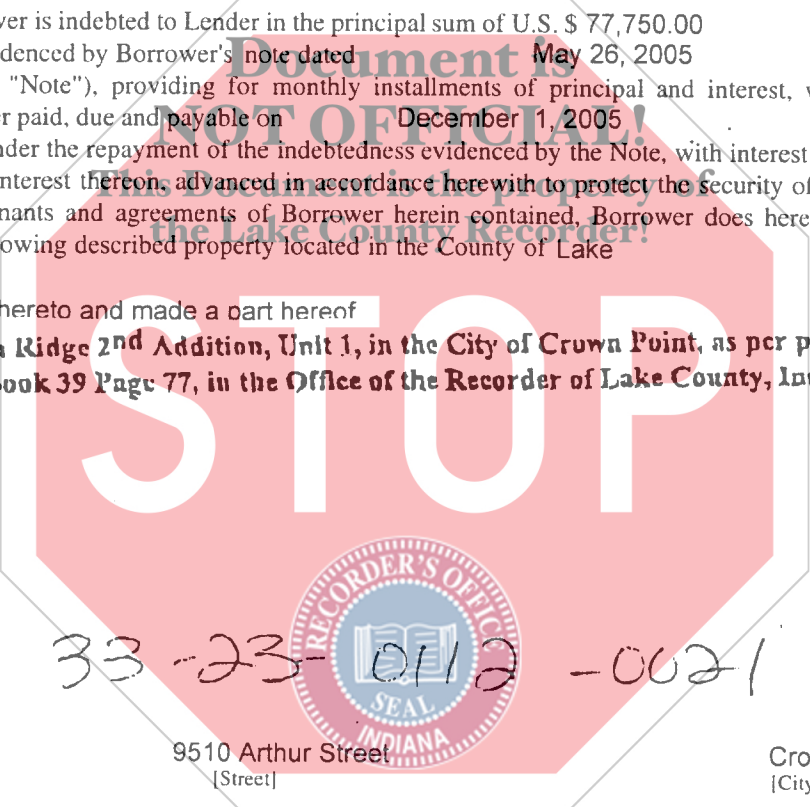 ver is indebted to Lender in the principal sum of U.S. $ 77,750.00
denced by Borrower's note dated May 26, 2005
Document is
"Note"), providing for monthly installments of principal and interest,
er paid, due and payable on December 1, 2005
NOT OFFICIAL!
nder the repayment of the indebtedness evidenced by the Note, with interest
nterest thereon, advanced in accordance herewith to protect the security of
This Document is the property of
nants and agreements of Borrower herein contained, Borrower does here
the Lake County Recorder!
owing described property located in the County of Lake
hereto and made a part hereof
Ridge 2nd Addition, Unit 1, in the City of Crown Point, as per p
Book 39 Page 77, in the Office of the Recorder of Lake County, In
STOP
RECORDER'S OFFICE
33-23-0112-0021
SEAL
INDIANA
9510 Arthur Street Cro
[Street] [City